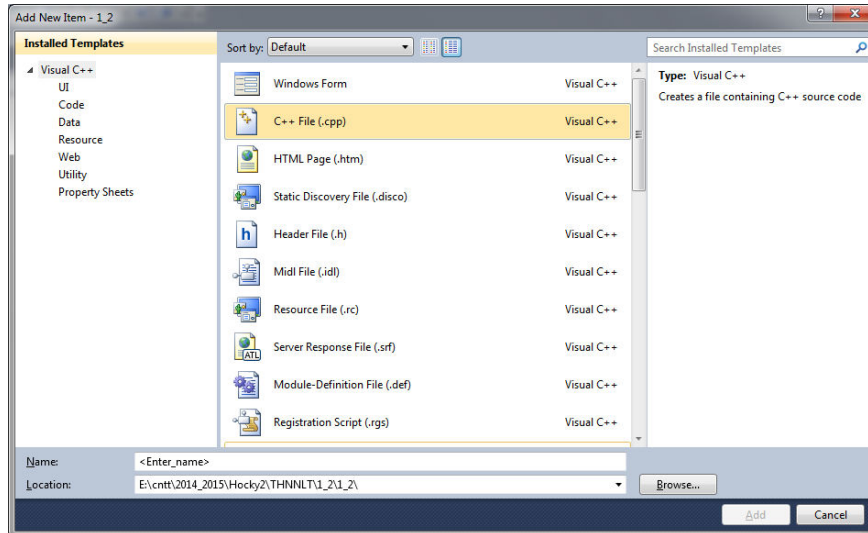 Add New Item - 1_2
Installed Templates
Visual C++
UI
Code
Data
Resource
Web
Utility
Property Sheets
Sort by: Default
Search Installed Templates
Windows Form Visual C++
C++ File (.cpp) Visual C++
HTML Page (.htm) Visual C++
Static Discovery File (.disco) Visual C++
Header File (.h) Visual C++
Midl File (.idl) Visual C++
Resource File (.rc) Visual C++
ATL
Server Response File (.srf) Visual C++
Module-Definition File (.def) Visual C++
Registration Script (.rgs) Visual C++
Type: Visual C++
Creates a file containing C++ source code
Name: <Enter_name>
Location: E:\cntt\2014_2015\Hocky2\THNNLT\1_2\1_2\
Browse...
Add Cancel